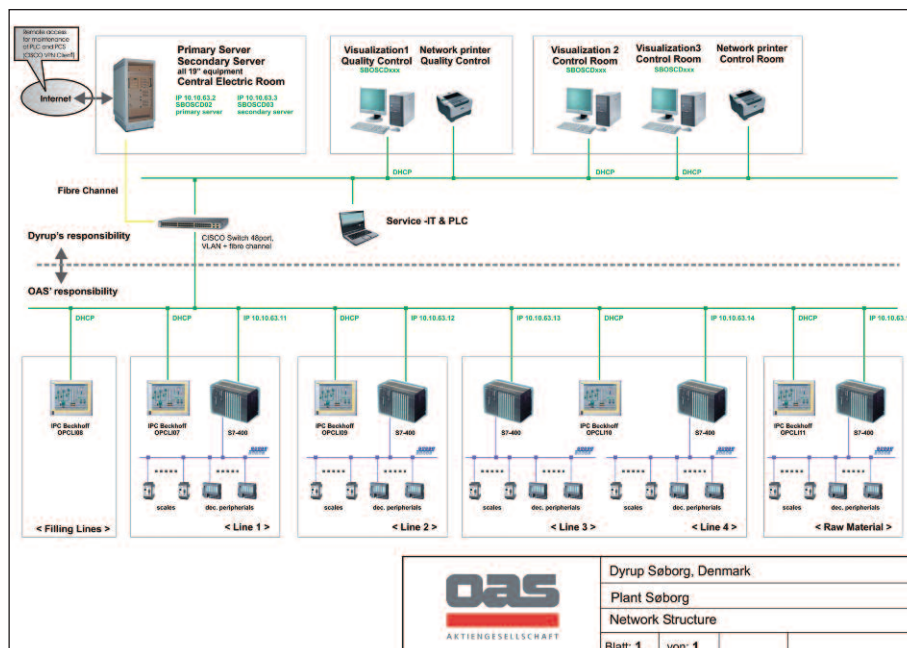 Remote access
for maintenance
of PLC and PCS
(CISCO VPN Client)
Internet
Primary Server
Secondary Server
all 19" equipment
Central Electric Room
IP 10.10.63.2
SBOSCD02
primary server
IP 10.10.63.3
SBOSCD03
secondary server
Visualization1
Quality Control
SBOSCDxxx
Network printer
Quality Control
Visualization 2
Control Room
SBOSCDxxx
Visualization3
Control Room
SBOSCDxxx
Network printer
Control Room
DHCP
DHCP
Fibre Channel
CISCO Switch 48port,
VLAN + fibre channel
Service -IT & PLC
Dyrup's responsibility
OAS' responsibility
DHCP
DHCP
IP 10.10.63.11
DHCP
IP 10.10.63.12
IP 10.10.63.13
DHCP
IP 10.10.63.14
DHCP
IPC Beckhoff
OPCLI08
< Filling Lines >
IPC Beckhoff
OPCLI07
S7-400
scales
dec. peripherials
< Line 1 >
IPC Beckhoff
OPCLI09
S7-400
scales
dec. peripherials
< Line 2 >
S7-400
IPC Beckhoff
OPCLI10
S7-400
scales
dec. peripherials
scales
dec. peripherials
< Line 3 >
< Line 4 >
IPC Beckhoff
OPCLI11
S7-400
scales
dec. peripherials
< Raw Material >
oas
AKTIENGESELLSCHAFT
Dyrup Søborg, Denmark
Plant Søborg
Network Structure
Blatt: 1
von: 1